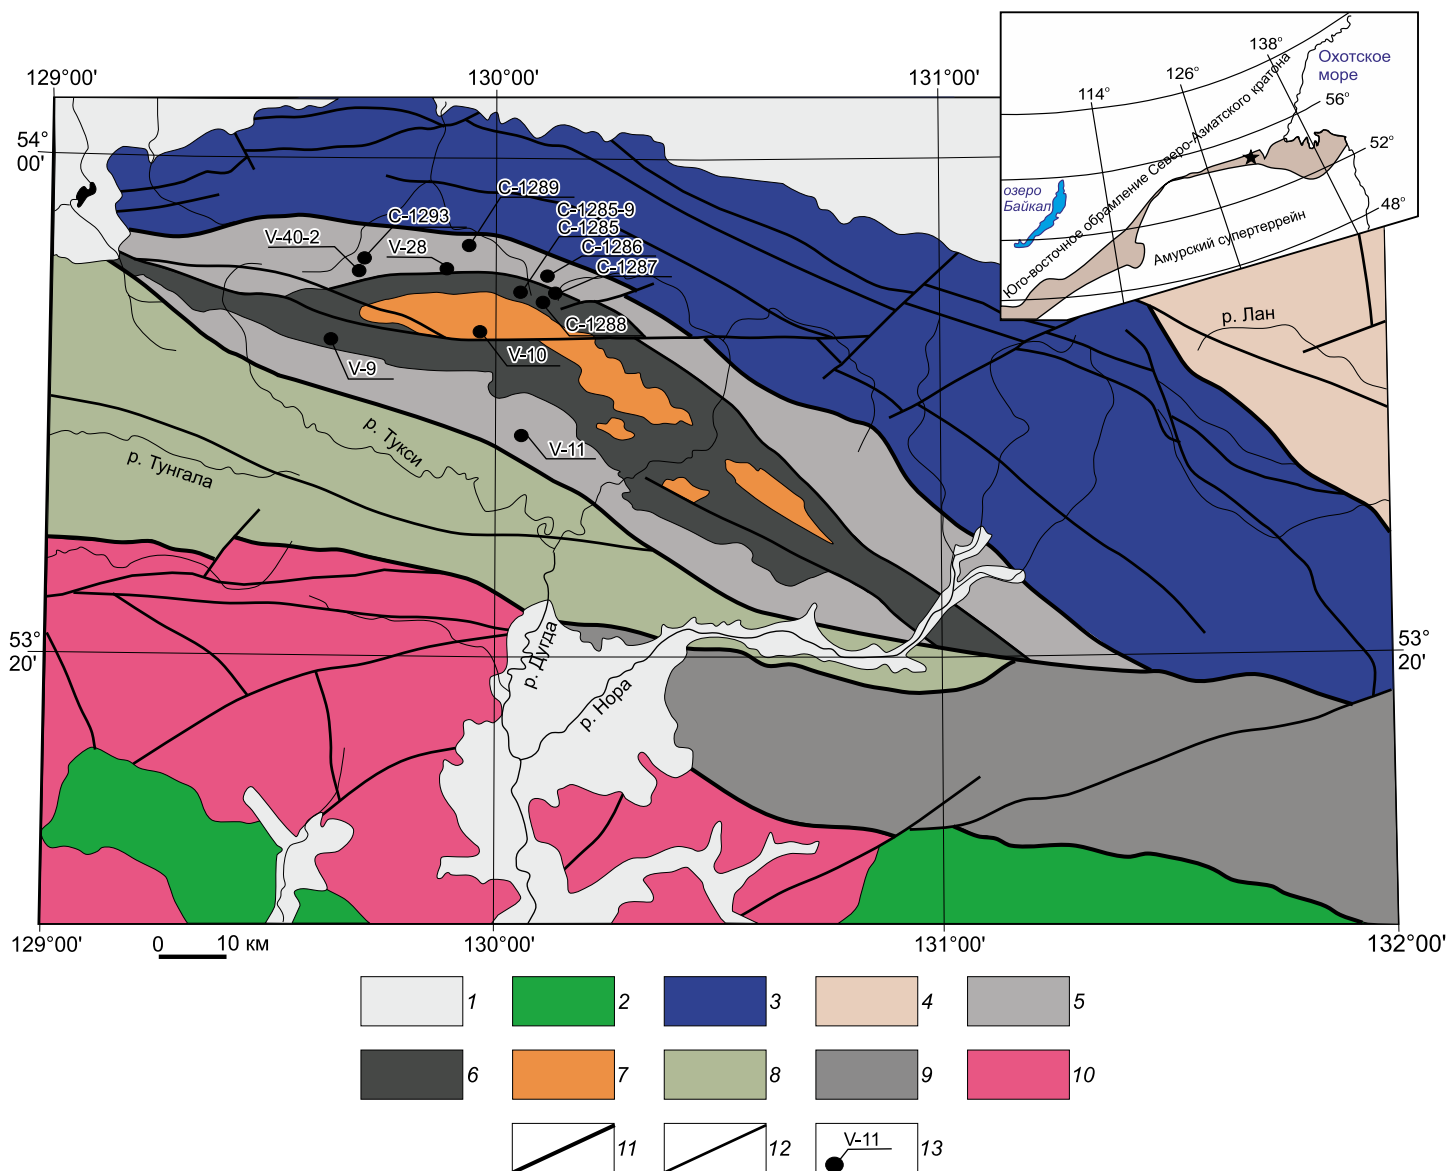 129°00'
130°00'
131°00'
54°
00'
138°
126°
114°
Охотское
море
56°
52°
48°
озеро
Байкал
Юго-восточное обрамление Северо-Азиатского кратона
Амурский супертеррейн
C-1289
C-1293
C-1285-9
C-1285
V-40-2
V-28
C-1286
C-1287
C-1288
V-10
V-9
V-11
р. Лан
р. Тукси
р. Тунгала
р. Дугда
р. Нора
53°
20'
53°
20'
129°00'
0
10 км
130°00'
131°00'
132°00'
1
2
3
4
5
6
7
8
9
10
11
12
V-11
13